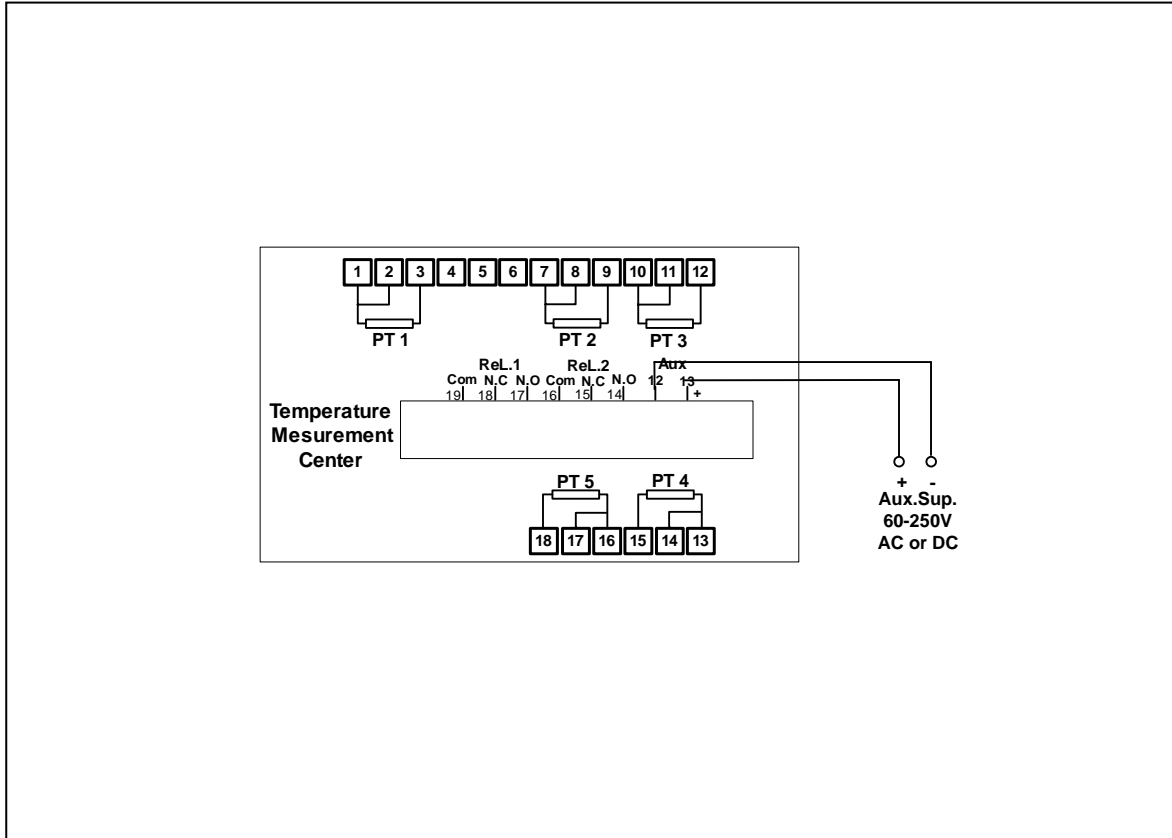 1 2 3 4 5 6 7 8 9 10 11 12
PT 1 PT 2 PT 3
ReL.1 ReL.2 Aux
Com N.C N.O Com N.C N.O 12 13
19 18 17 16 15 14 +
Temperature
Mesurement
Center
PT 5 PT 4
18 17 16 15 14 13
+ -
Aux.Sup.
60-250V
AC or DC